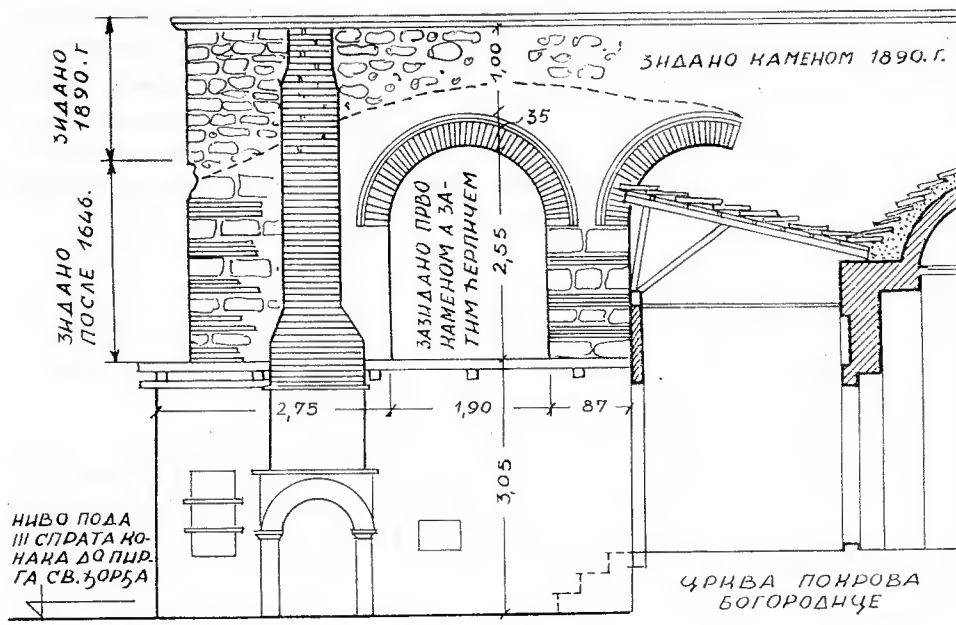 ЗИДАНО КАМЕНОМ 1890.г.
ЗИДАНО
1890.г
1,00
35
ЗИДАНО
ПОСЛЕ 1646.
ЗАЗИДАНО ПРВО
КАМЕНОМ А ЗА-
ТИМ ЋЕРПИЧЕМ
2,55
2,75
1,90
87
3,05
НИВО ПОДА
III СПРАТА КО-
НАКА ДО ПИР-
ГА СВ. ЂОРЂА
ЦРКВА ПОКРОВА
БОГОРОДИЦЕ